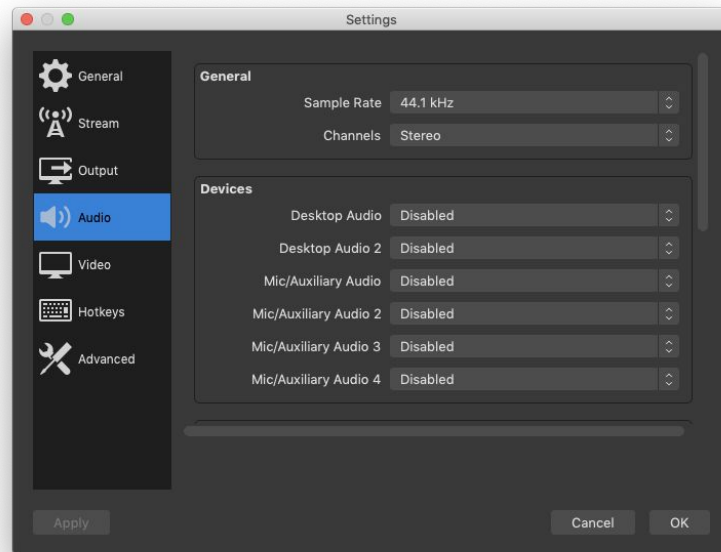 Settings
General
Stream
Output
Audio
Video
Hotkeys
Advanced
General
Sample Rate 44.1 kHz
Channels Stereo
Devices
Desktop Audio Disabled
Desktop Audio 2 Disabled
Mic/Auxiliary Audio Disabled
Mic/Auxiliary Audio 2 Disabled
Mic/Auxiliary Audio 3 Disabled
Mic/Auxiliary Audio 4 Disabled
Apply Cancel OK